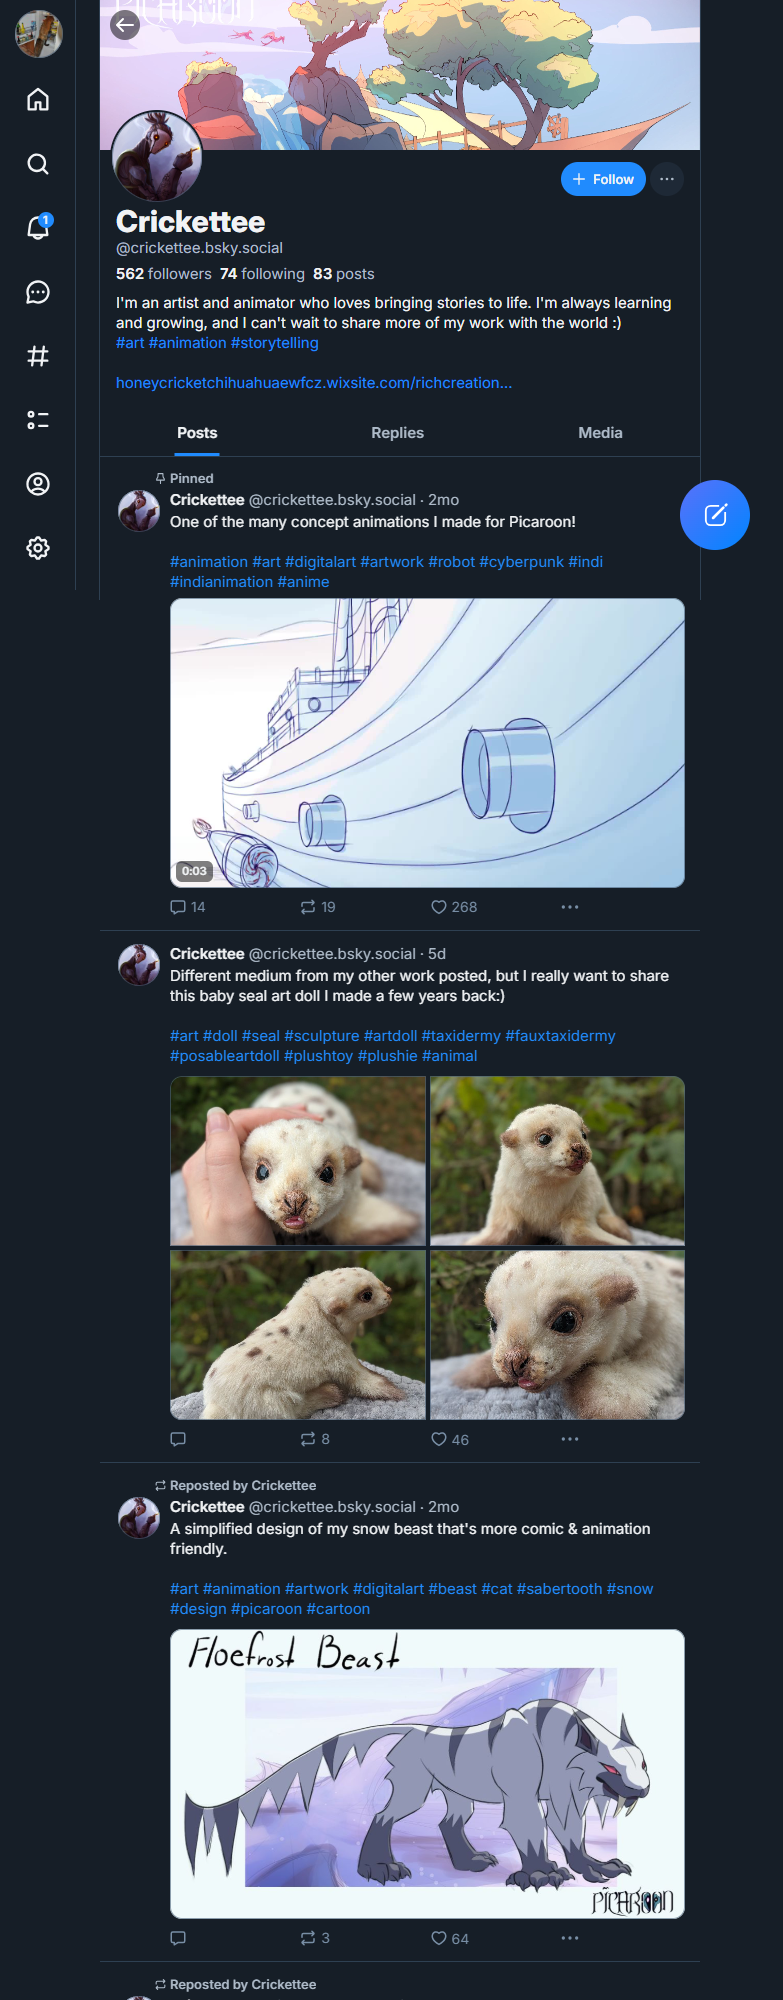 PICAROON
1
Follow
Crickettee
@crickettee.bsky.social
562 followers 74 following 83 posts
I'm an artist and animator who loves bringing stories to life. I'm always learning
and growing, and I can't wait to share more of my work with the world :)
#art #animation #storytelling
honeycricketchihuahuaewfcz.wixsite.com/richcreation...
Posts Replies Media
Pinned
Crickettee @crickettee.bsky.social · 2mo
One of the many concept animations I made for Picaroon!
#animation #art #digitalart #artwork #robot #cyberpunk #indi
#indianimation #anime
0:03
14 19 268
Crickettee @crickettee.bsky.social · 5d
Different medium from my other work posted, but I really want to share
this baby seal art doll I made a few years back:)
#art #doll #seal #sculpture #artdoll #taxidermy #fauxtaxidermy
#posableartdoll #plushtoy #plushie #animal
8 46
Reposted by Crickettee
Crickettee @crickettee.bsky.social · 2mo
A simplified design of my snow beast that's more comic & animation
friendly.
#art #animation #artwork #digitalart #beast #cat #sabertooth #snow
#design #picaroon #cartoon
Floefrost Beast
PICAROON
3 64
Reposted by Crickettee